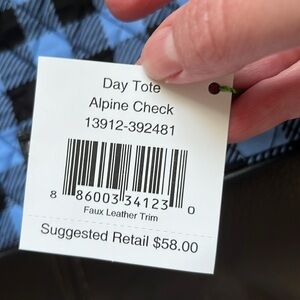 Day Tote
Alpine Check
13912-392481
8 86003 34123 0
Faux Leather Trim
Suggested Retail $58.00